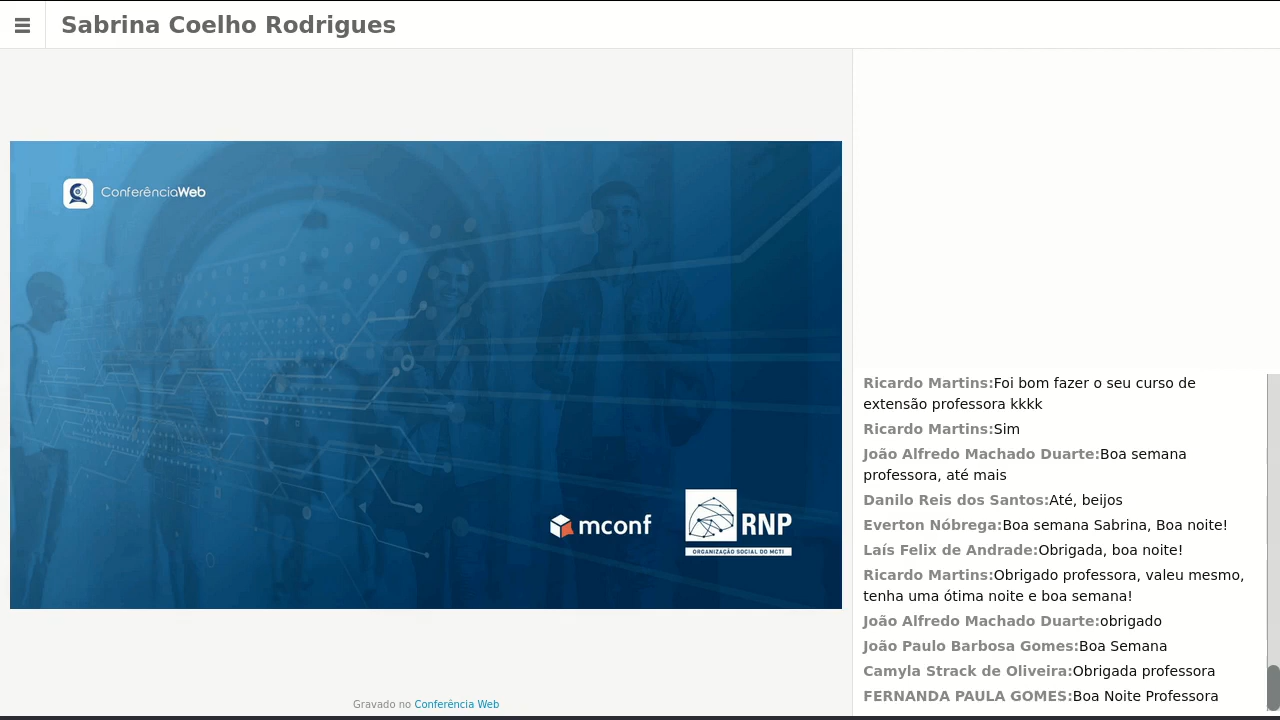 Sabrina Coelho Rodrigues
ConferênciaWeb
mconf
RNP
ORGANIZAÇÃO SOCIAL DO MCTI
Gravado no Conferência Web
Ricardo Martins:Foi bom fazer o seu curso de
extensão professora kkkk
Ricardo Martins:Sim
João Alfredo Machado Duarte:Boa semana
professora, até mais
Danilo Reis dos Santos:Até, beijos
Everton Nóbrega:Boa semana Sabrina, Boa noite!
Laís Felix de Andrade:Obrigada, boa noite!
Ricardo Martins:Obrigado professora, valeu mesmo,
tenha uma ótima noite e boa semana!
João Alfredo Machado Duarte:obrigado
João Paulo Barbosa Gomes:Boa Semana
Camyla Strack de Oliveira:Obrigada professora
FERNANDA PAULA GOMES:Boa Noite Professora